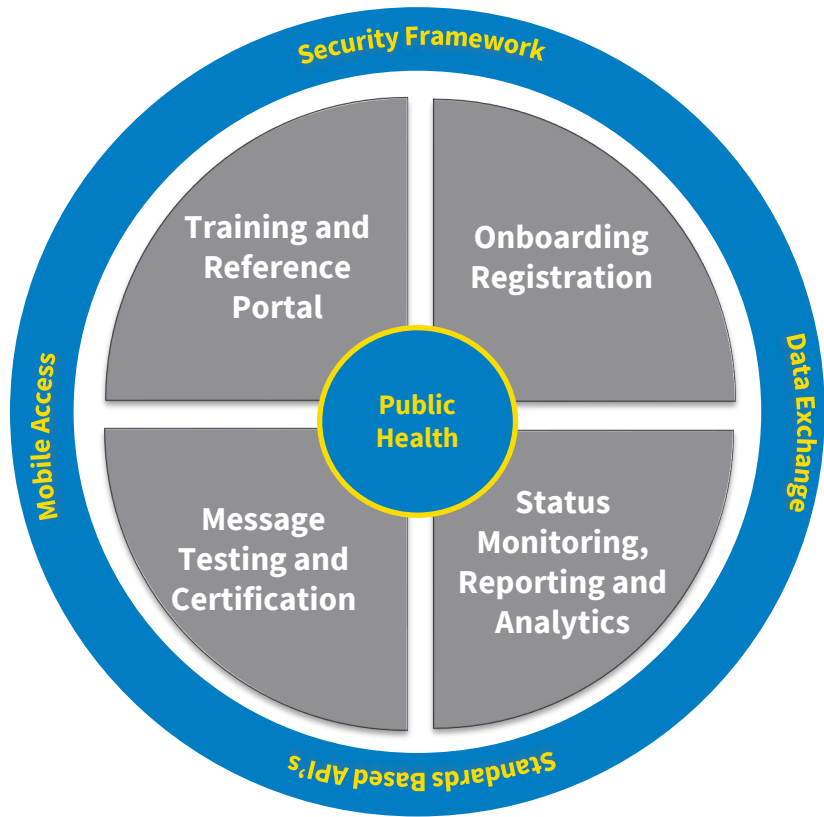 Security Framework
Training and
Reference
Portal
Onboarding
Registration
Mobile Access
Data Exchange
Public
Health
Message
Testing and
Certification
Status
Monitoring,
Reporting and
Analytics
Standards Based API's